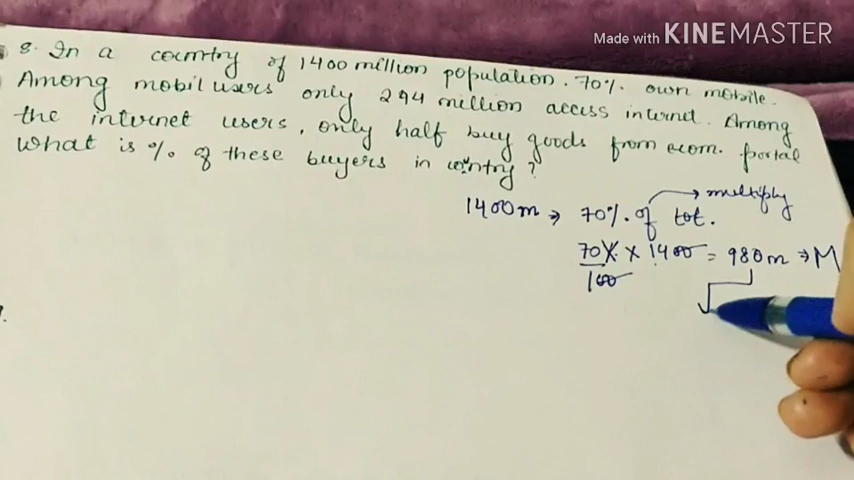 Made with KINEMASTER
8. In a country of 1400 million population. 70% own mobile.
Among mobil users only 294 million access internet. Among
the internet users, only half buy goods from ecom. portal
What is % of these buyers in country?
→ multiply
1400m ⇒ 70% of tot.
70% × 1400 = 980m ⇒ M
100